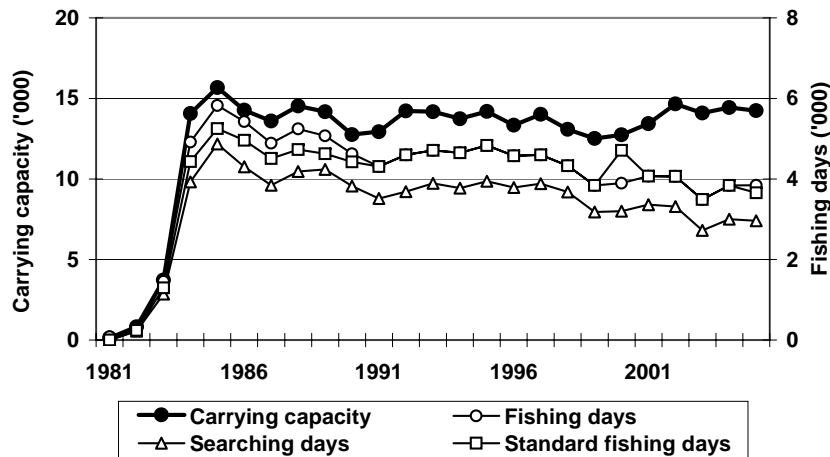 Carrying capacity ('000)
20
15
10
5
0
8
6
4
2
0
Fishing days ('000)
1981 1986 1991 1996 2001
Carrying capacity Fishing days
Searching days Standard fishing days